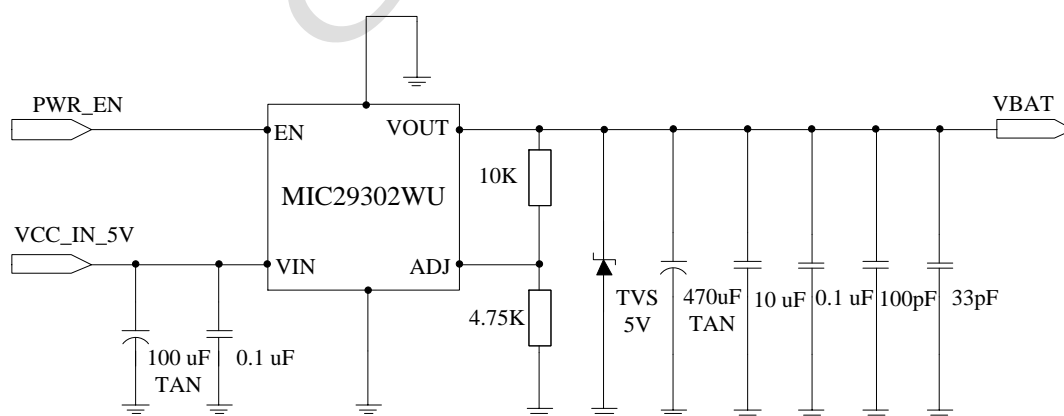 PWR_EN
VBAT
EN
VOUT
10K
MIC29302WU
VCC_IN_5V
VIN
ADJ
4.75K
TVS
5V
470uF
TAN
10 uF
0.1 uF
100pF
33pF
100 uF
TAN
0.1 uF